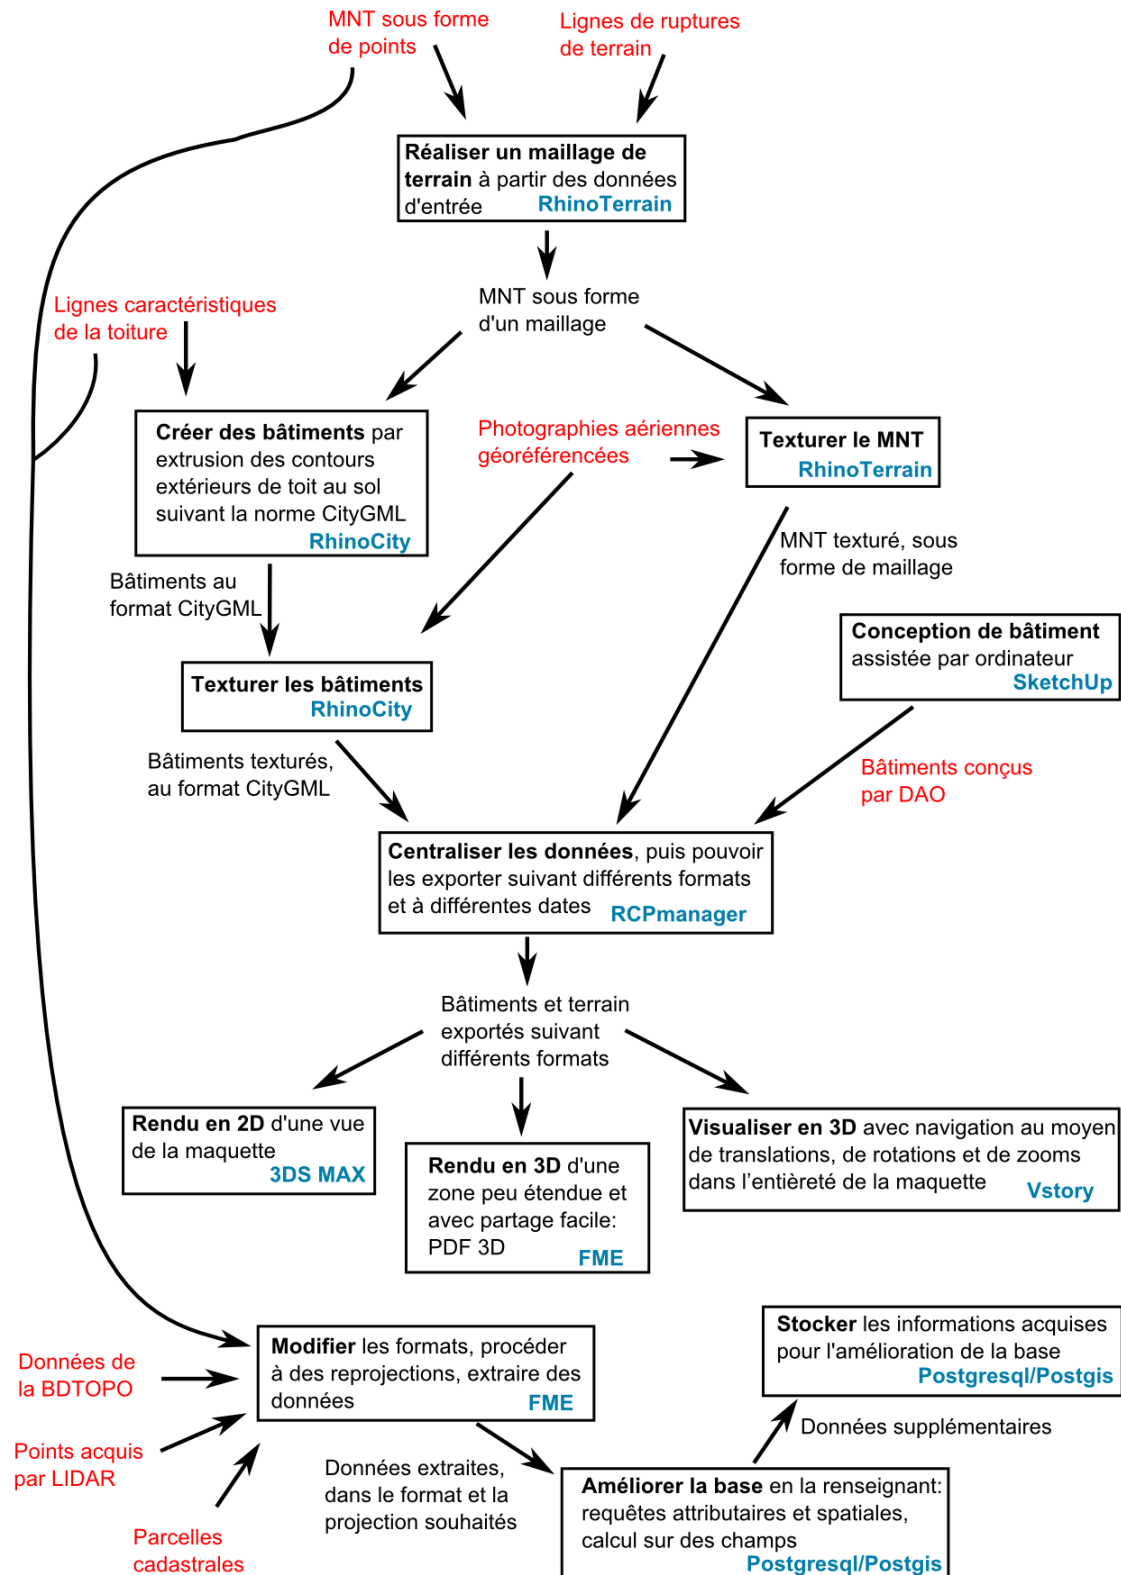 MNT sous forme
de points
Lignes de ruptures
de terrain
Réaliser un maillage de
terrain à partir des données
d'entrée RhinoTerrain
MNT sous forme
d'un maillage
Lignes caractéristiques
de la toiture
Créer des bâtiments par
extrusion des contours
extérieurs de toit au sol
suivant la norme CityGML
RhinoCity
Photographies aériennes
géoréférencées
Texturer le MNT
RhinoTerrain
MNT texturé, sous
forme de maillage
Bâtiments au
format CityGML
Conception de bâtiment
assistée par ordinateur
SketchUp
Texturer les bâtiments
RhinoCity
Bâtiments texturés,
au format CityGML
Bâtiments conçus
par DAO
Centraliser les données, puis pouvoir
les exporter suivant différents formats
et à différentes dates RCPmanager
Bâtiments et terrain
exportés suivant
différents formats
Rendu en 2D d'une vue
de la maquette
3DS MAX
Rendu en 3D d'une
zone peu étendue et
avec partage facile:
PDF 3D FME
Visualiser en 3D avec navigation au moyen
de translations, de rotations et de zooms
dans l'entièreté de la maquette Vstory
Modifier les formats, procéder
à des reprojections, extraire des
données FME
Stocker les informations acquises
pour l'amélioration de la base
Postgresql/Postgis
Données de
la BDTOPO
Points acquis
par LIDAR
Parcelles
cadastrales
Données extraites,
dans le format et la
projection souhaités
Données supplémentaires
Améliorer la base en la renseignant:
requêtes attributaires et spatiales,
calcul sur des champs
Postgresql/Postgis